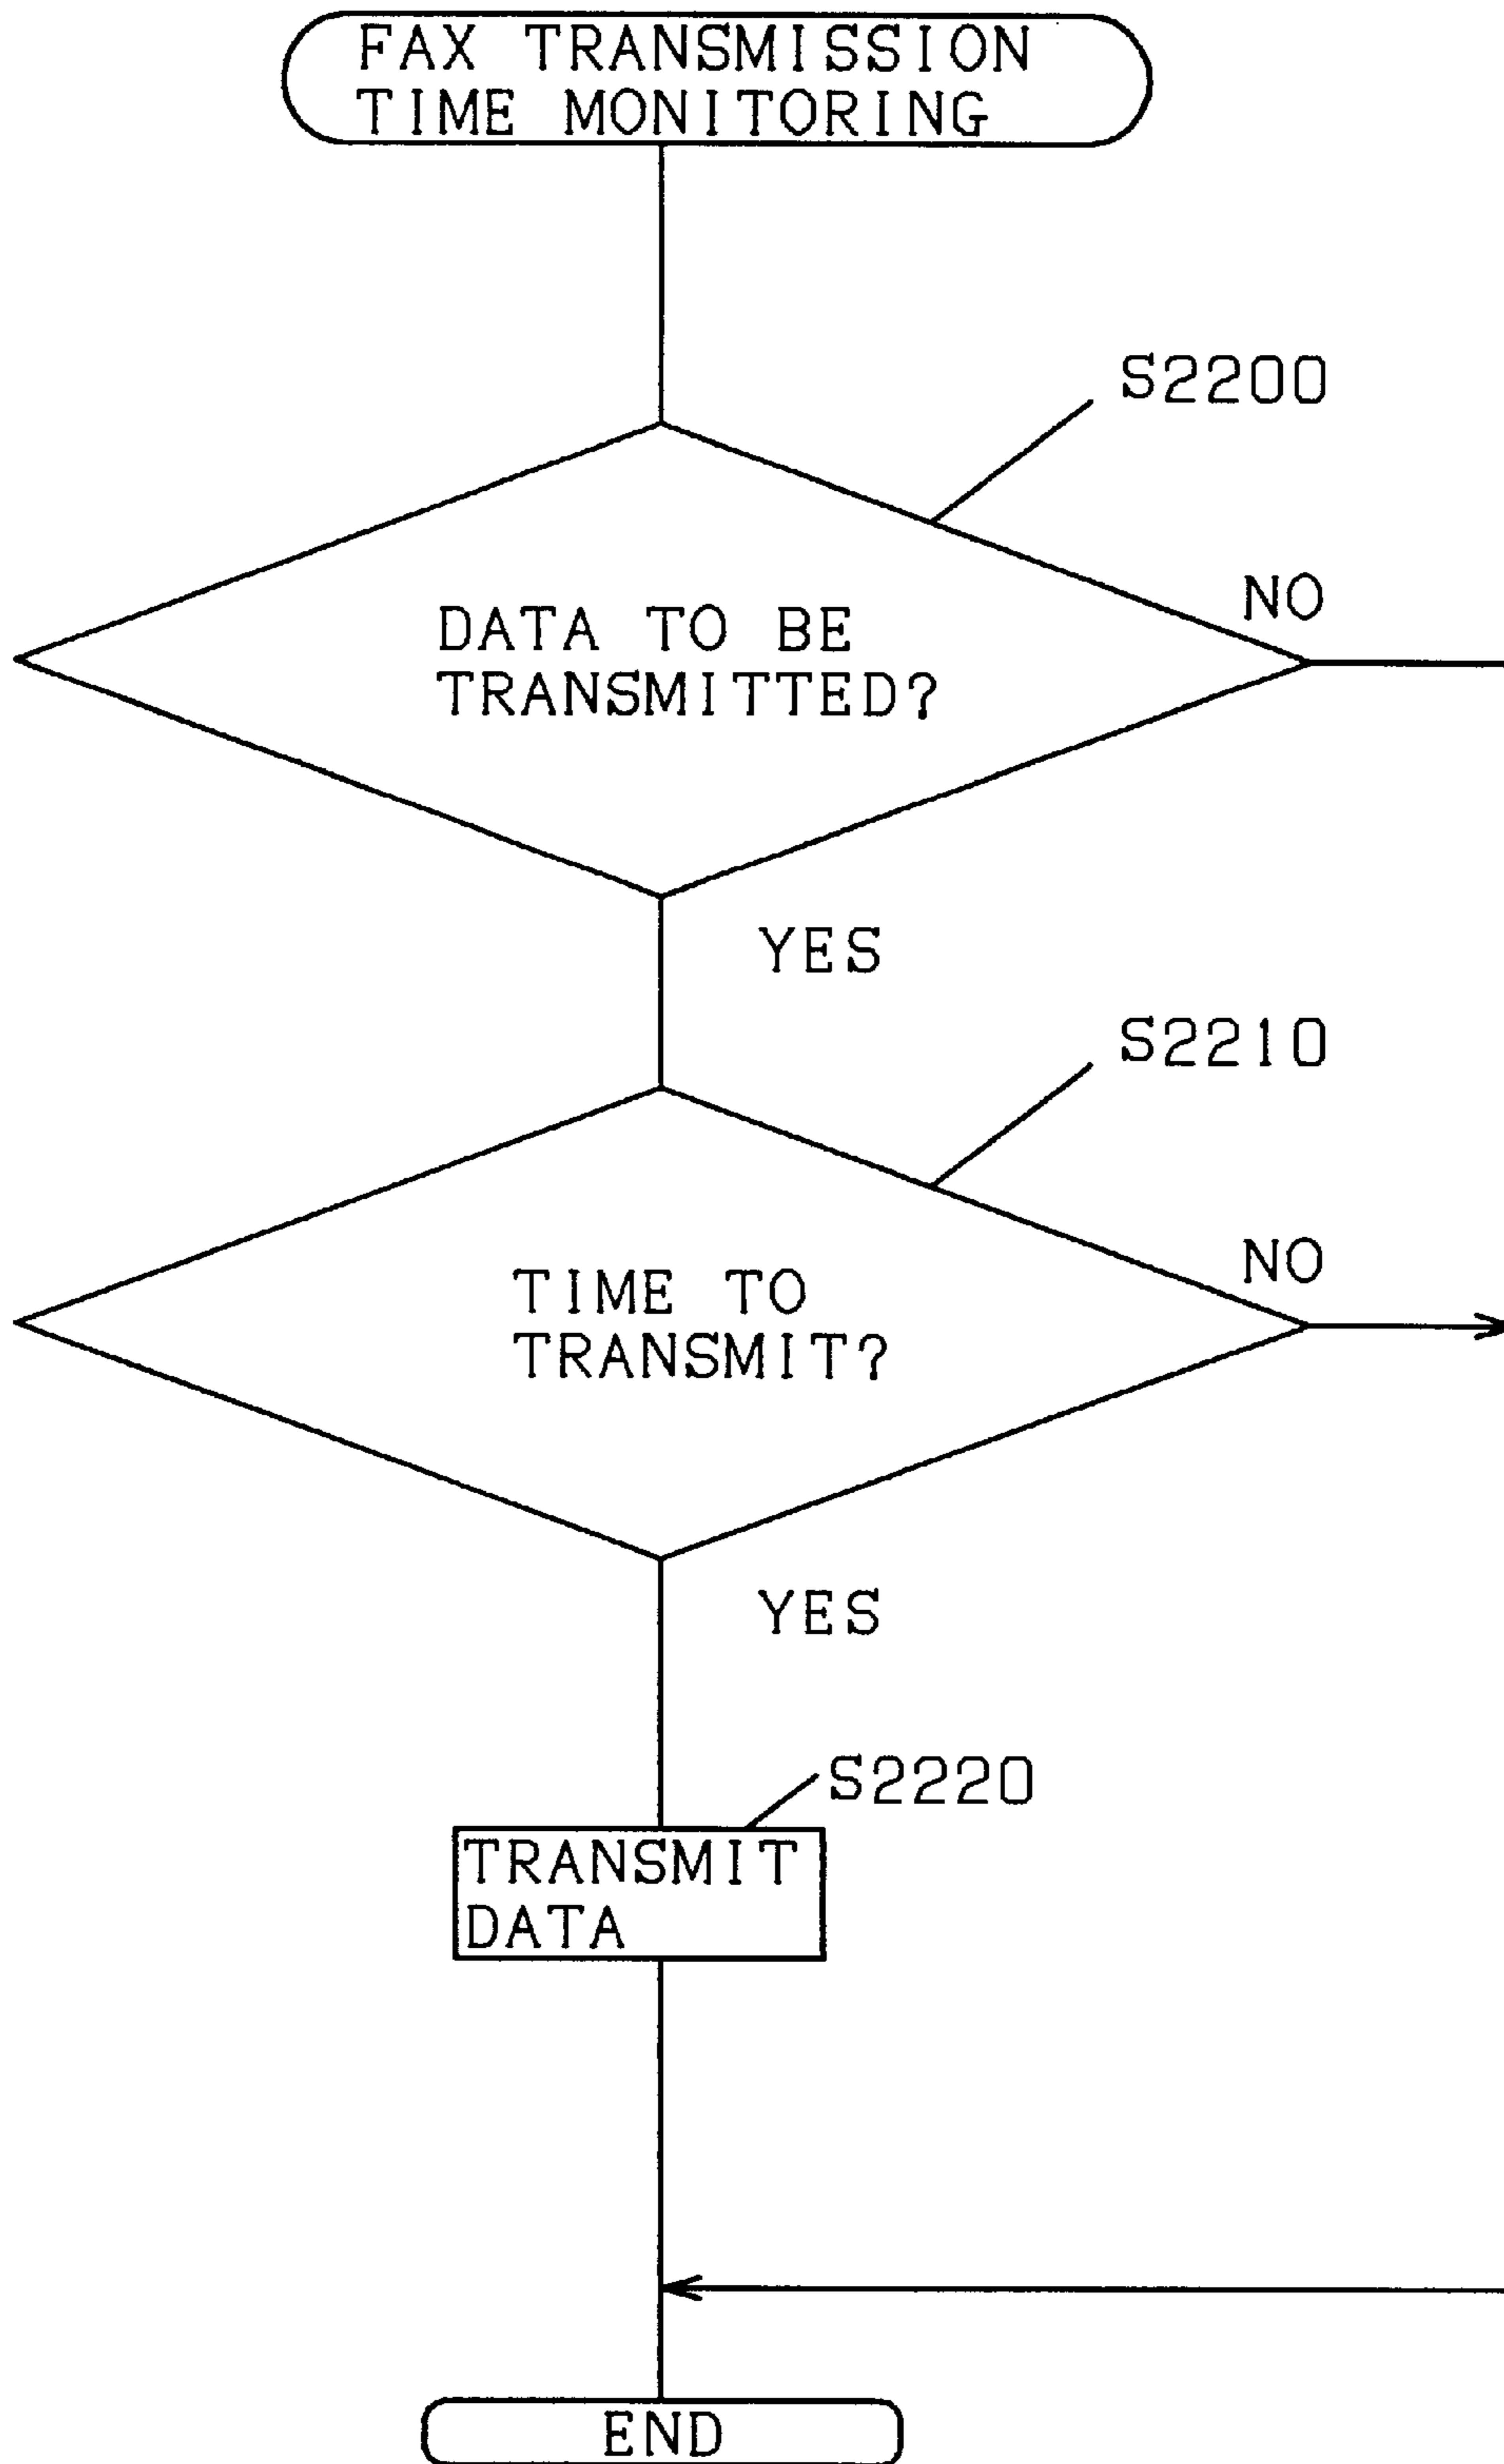 FAX TRANSMISSION
TIME MONITORING
S2200
NO
DATA TO BE
TRANSMITTED?
YES
S2210
NO
TIME TO
TRANSMIT?
YES
S2220
TRANSMIT
DATA
END